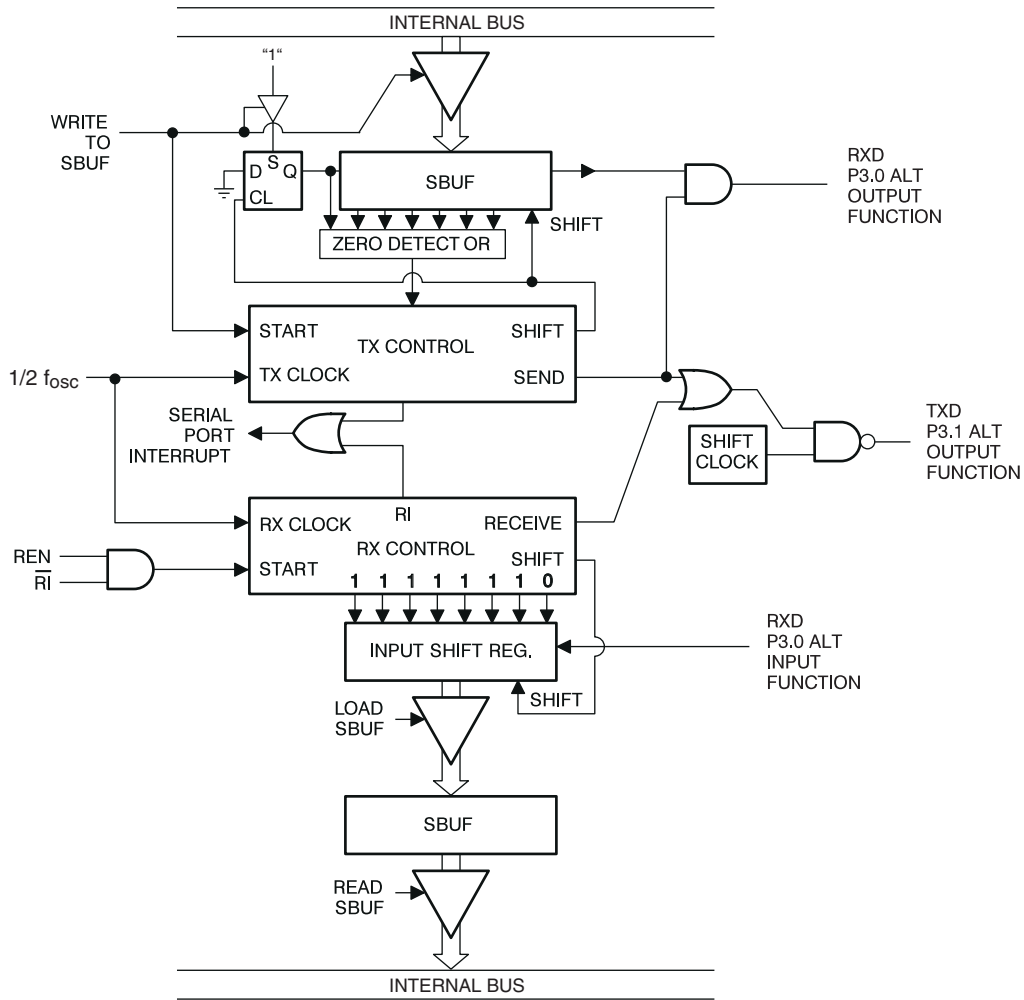 INTERNAL BUS
"1"
WRITE
TO
SBUF
D S Q
CL
SBUF
SHIFT
ZERO DETECT OR
RXD
P3.0 ALT
OUTPUT
FUNCTION
START
SHIFT
TX CONTROL
TX CLOCK
SEND
1/2 fosc
SERIAL
PORT
INTERRUPT
SHIFT
CLOCK
TXD
P3.1 ALT
OUTPUT
FUNCTION
RI
RX CLOCK
RECEIVE
RX CONTROL
SHIFT
START
1 1 1 1 1 1 1 0
REN
R̅I̅
INPUT SHIFT REG.
RXD
P3.0 ALT
INPUT
FUNCTION
SHIFT
LOAD
SBUF
SBUF
READ
SBUF
INTERNAL BUS